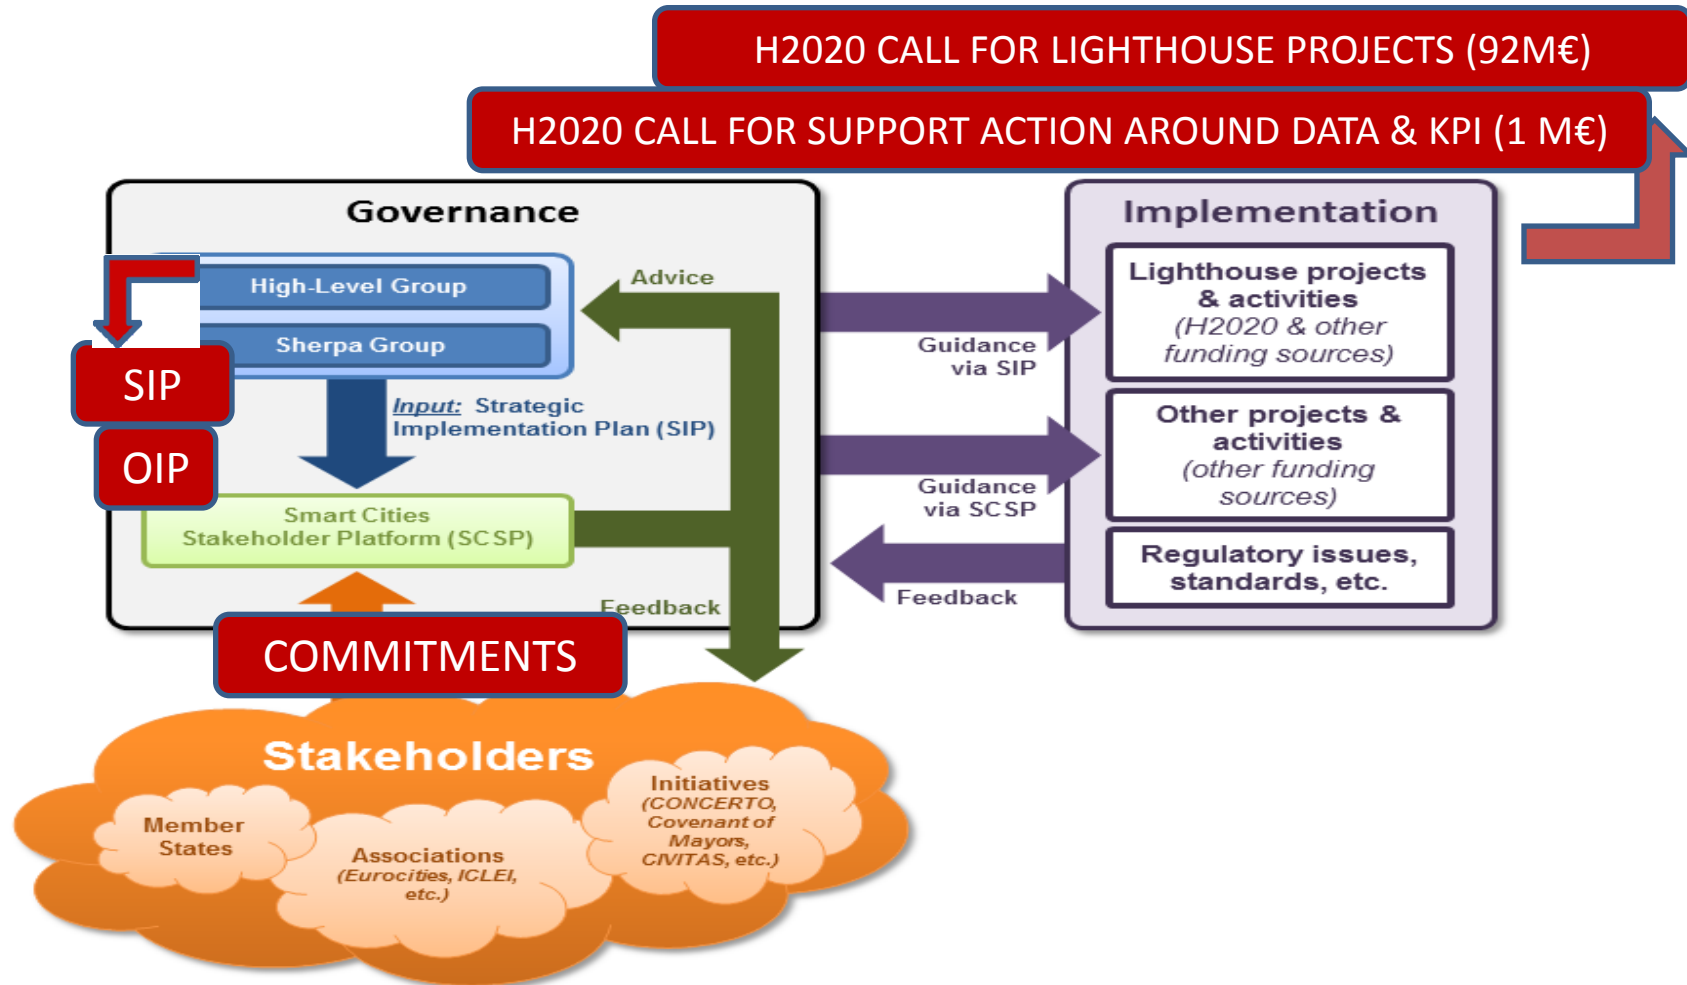 H2020 CALL FOR LIGHTHOUSE PROJECTS (92M€)
H2020 CALL FOR SUPPORT ACTION AROUND DATA & KPI (1 M€)
Governance
High-Level Group
Sherpa Group
SIP
OIP
Input: Strategic
Implementation Plan (SIP)
Smart Cities
Stakeholder Platform (SCSP)
Advice
Feedback
COMMITMENTS
Guidance
via SIP
Guidance
via SCSP
Feedback
Implementation
Lighthouse projects
& activities
(H2020 & other
funding sources)
Other projects &
activities
(other funding
sources)
Regulatory issues,
standards, etc.
Stakeholders
Member
States
Associations
(Eurocities, ICLEI,
etc.)
Initiatives
(CONCERTO,
Covenant of
Mayors,
CIVITAS, etc.)